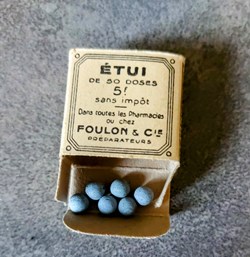 ÉTUI
DE 50 DOSES
5f
sans impôt
Dans toutes les Pharmacies
ou chez
FOULON & Cie
PRÉPARATEURS